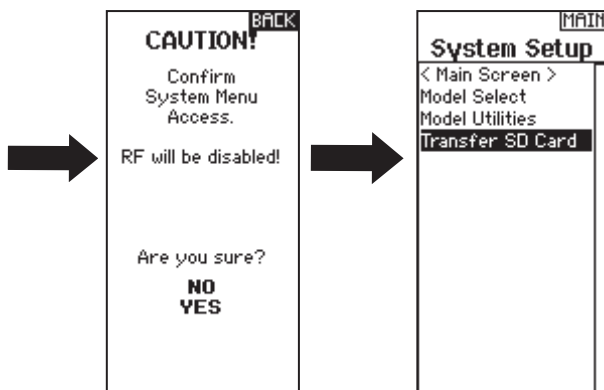 BACK
CAUTION!
Confirm
System Menu
Access.
RF will be disabled!
Are you sure?
NO
YES
MAIN
System Setup
< Main Screen >
Model Select
Model Utilities
Transfer SD Card